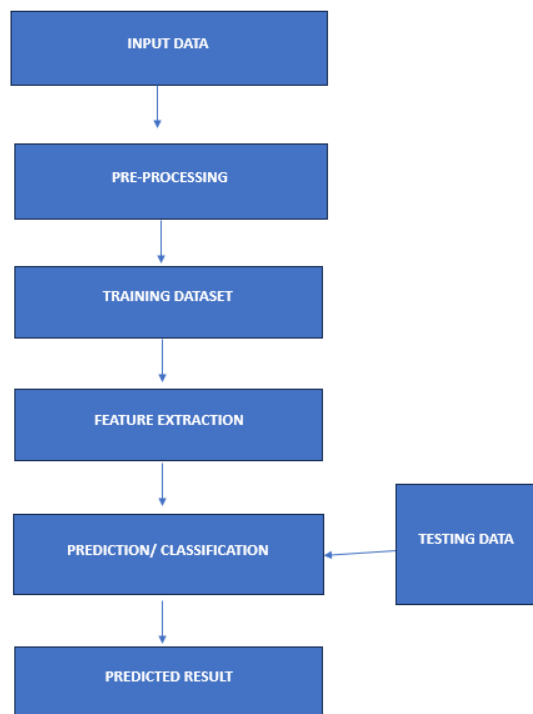 INPUT DATA
PRE-PROCESSING
TRAINING DATASET
FEATURE EXTRACTION
PREDICTION/ CLASSIFICATION
TESTING DATA
PREDICTED RESULT